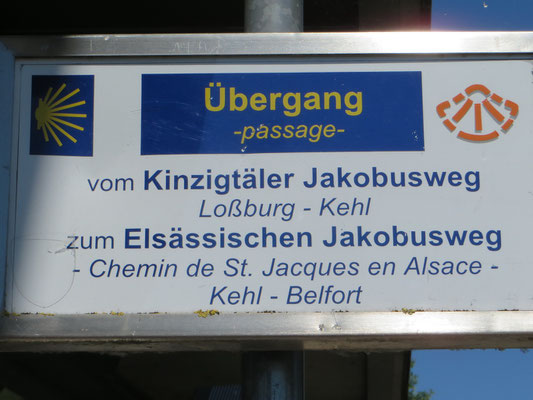 Übergang
-passage-
vom Kinzigtäler Jakobusweg
Loßburg - Kehl
zum Elsässischen Jakobusweg
- Chemin de St. Jacques en Alsace -
Kehl - Belfort